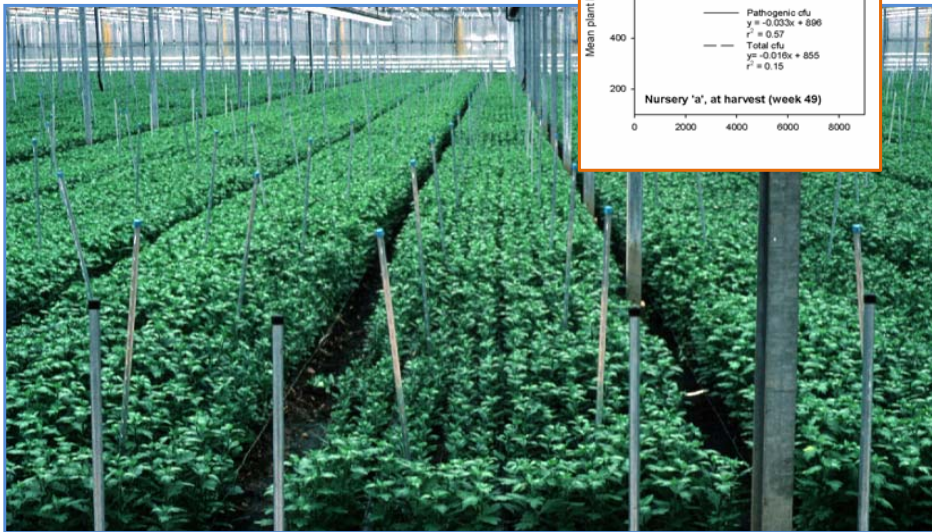 Mean plant
400
200
Pathogenic cfu
y = -0.033x + 896
r² = 0.57
Total cfu
y= -0.016x + 855
r² = 0.15
Nursery 'a', at harvest (week 49)
0 2000 4000 6000 8000